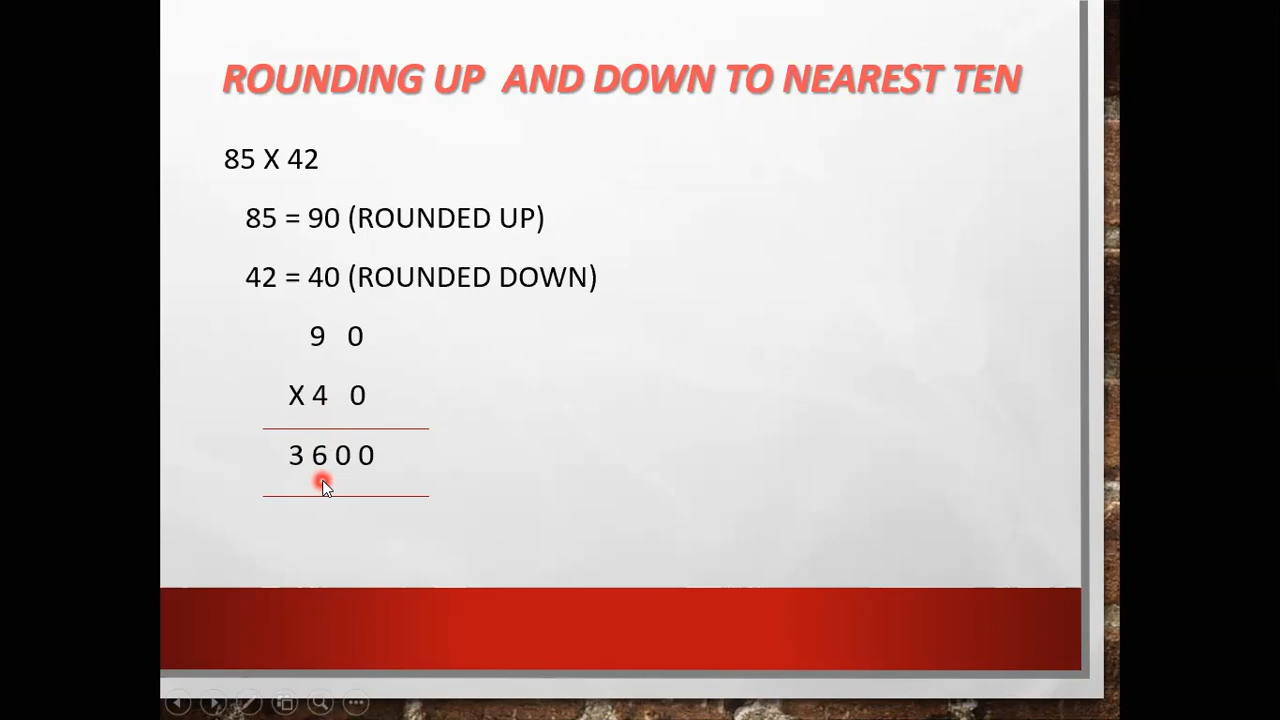 ROUNDING UP AND DOWN TO NEAREST TEN
85 X 42
85 = 90 (ROUNDED UP)
42 = 40 (ROUNDED DOWN)
9 0
X 4 0
3 6 0 0